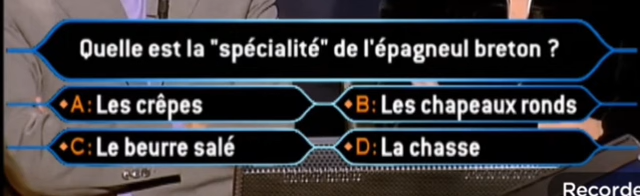 Quelle est la "spécialité" de l'épagneul breton ?
A: Les crêpes
B: Les chapeaux ronds
C: Le beurre salé
D: La chasse
Recorde